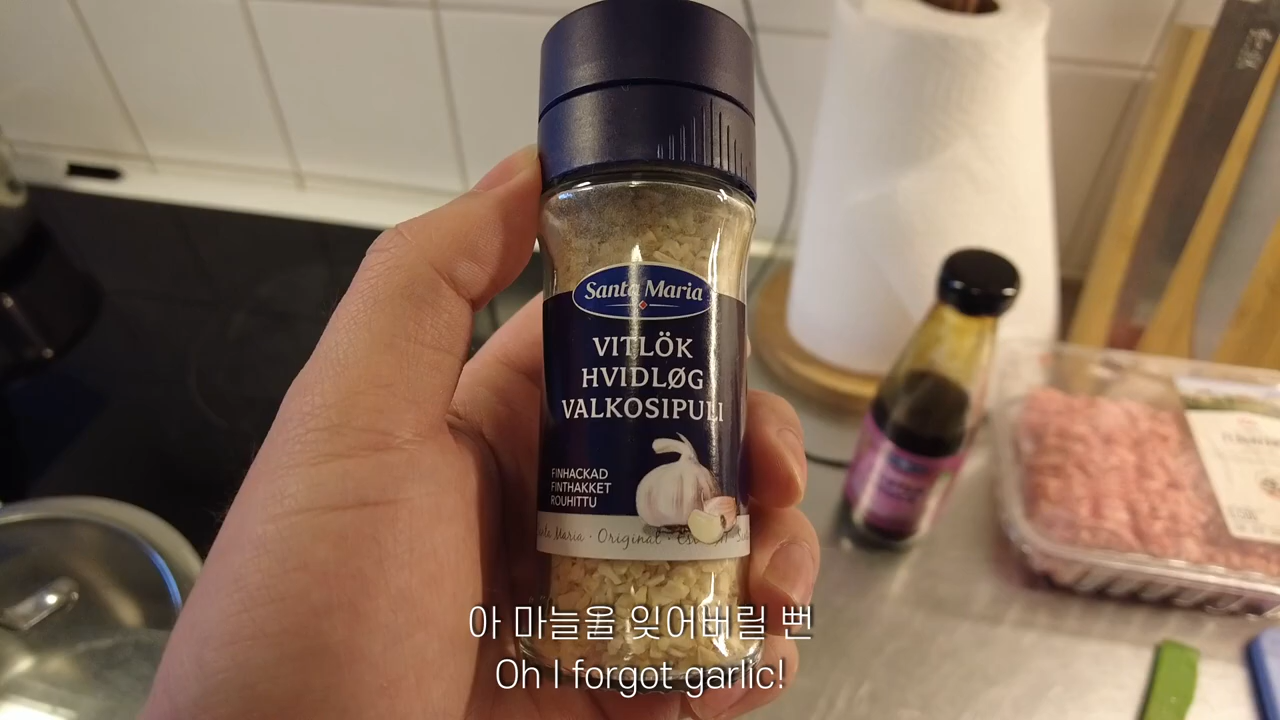 Santa Maria
VITLÖK
HVIDLØG
VALKOSIPULI
FINHACKAD
FINTHAKKET
ROUHITTU
Maria · Original ·
아 마늘을 잊어버릴 뻔
Oh I forgot garlic!